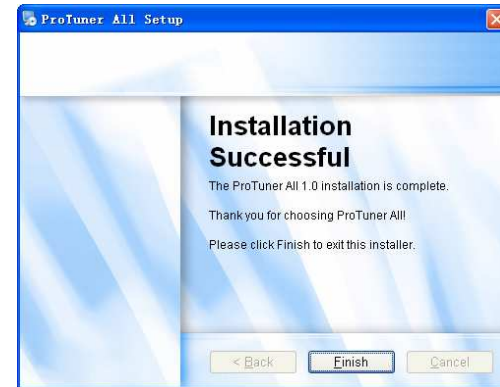 ProTuner All Setup
Installation
Successful
The ProTuner All 1.0 installation is complete.
Thank you for choosing ProTuner All!
Please click Finish to exit this installer.
< Back
Finish
Cancel